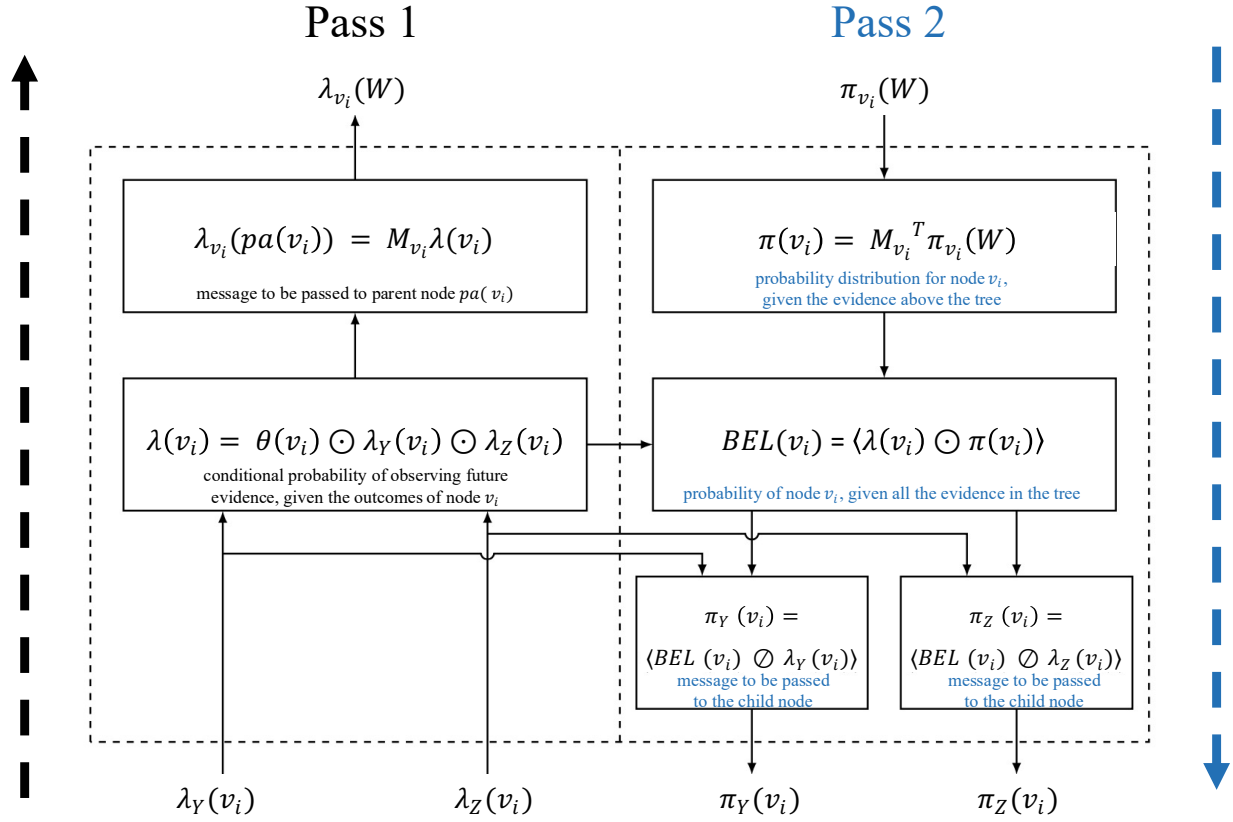 Pass 1
Pass 2
λ_{v_i}(W)
π_{v_i}(W)
λ_{v_i}(pa(v_i)) = M_{v_i}λ(v_i)
message to be passed to parent node pa( v_i)
π(v_i) = M_{v_i}^T π_{v_i}(W)
probability distribution for node v_i,
given the evidence above the tree
λ(v_i) = θ(v_i) ⊙ λ_Y(v_i) ⊙ λ_Z(v_i)
conditional probability of observing future
evidence, given the outcomes of node v_i
BEL(v_i) = ⟨λ(v_i) ⊙ π(v_i)⟩
probability of node v_i, given all the evidence in the tree
π_Y (v_i) =
⟨BEL (v_i) ⊘ λ_Y(v_i)⟩
message to be passed
to the child node
π_Z (v_i) =
⟨BEL (v_i) ⊘ λ_Z(v_i)⟩
message to be passed
to the child node
λ_Y(v_i)
λ_Z(v_i)
π_Y(v_i)
π_Z(v_i)